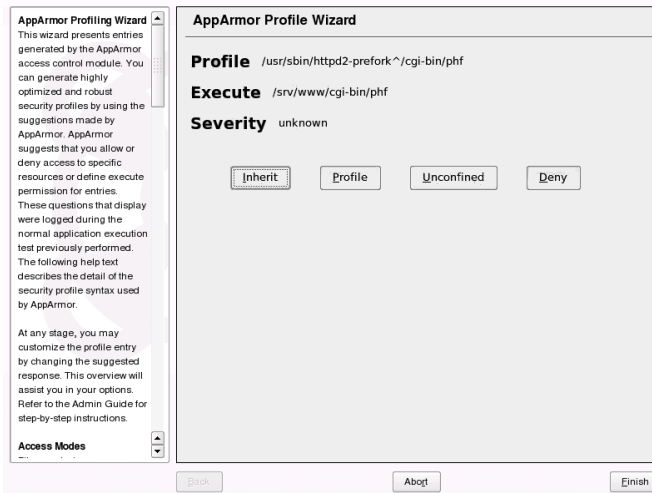 AppArmor Profiling Wizard
This wizard presents entries
generated by the AppArmor
access control module. You
can generate highly
optimized and robust
security profiles by using the
suggestions made by
AppArmor. AppArmor
suggests that you allow or
deny access to specific
resources or define execute
permission for entries.
These questions that display
were logged during the
normal application execution
test previously performed.
The following help text
describes the detail of the
security profile syntax used
by AppArmor.
At any stage, you may
customize the profile entry
by changing the suggested
response. This overview will
assist you in your options.
Refer to the Admin Guide for
step-by-step instructions.
Access Modes
AppArmor Profile Wizard
Profile /usr/sbin/httpd2-prefork^/cgi-bin/phf
Execute /srv/www/cgi-bin/phf
Severity unknown
Inherit Profile Unconfined Deny
Back Abort Finish